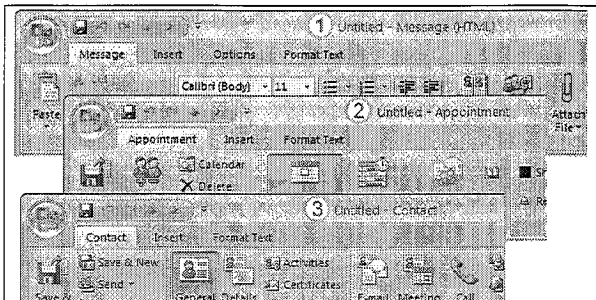 1 Untitled - Message (HTML)
Message Insert Options Format Text
Calibri (Body) 11
Paste Attach File
2 Untitled - Appointment
Appointment Insert Format Text
Calendar
Delete
3 Untitled - Contact
Contact Insert Format Text
Save & New Activities
Send Certificates
Save & General Details E-mail Meeting Call